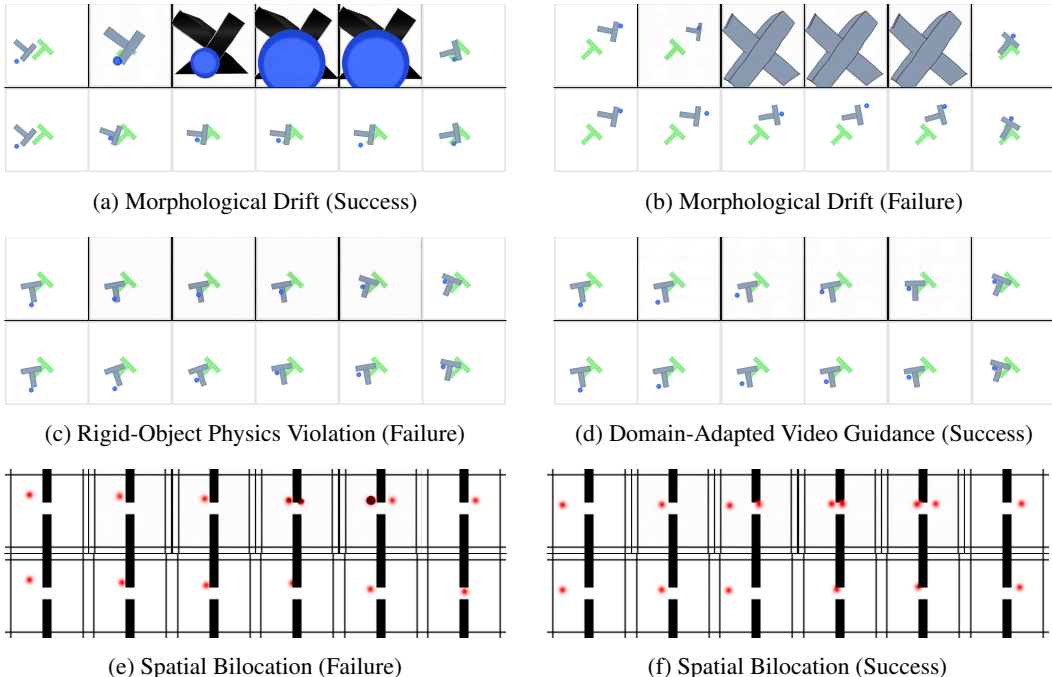 (a) Morphological Drift (Success)
(b) Morphological Drift (Failure)
(c) Rigid-Object Physics Violation (Failure)
(d) Domain-Adapted Video Guidance (Success)
(e) Spatial Bilocation (Failure)
(f) Spatial Bilocation (Success)